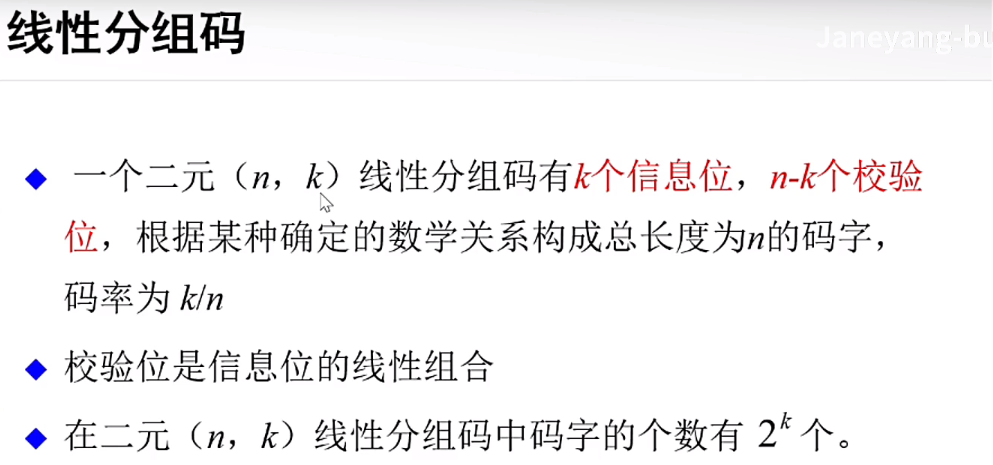 线性分组码
Janeyang-bu
一个二元（n，k）线性分组码有k个信息位，n-k个校验
位，根据某种确定的数学关系构成总长度为n的码字，
码率为 k/n
校验位是信息位的线性组合
在二元（n，k）线性分组码中码字的个数有 2^k 个。